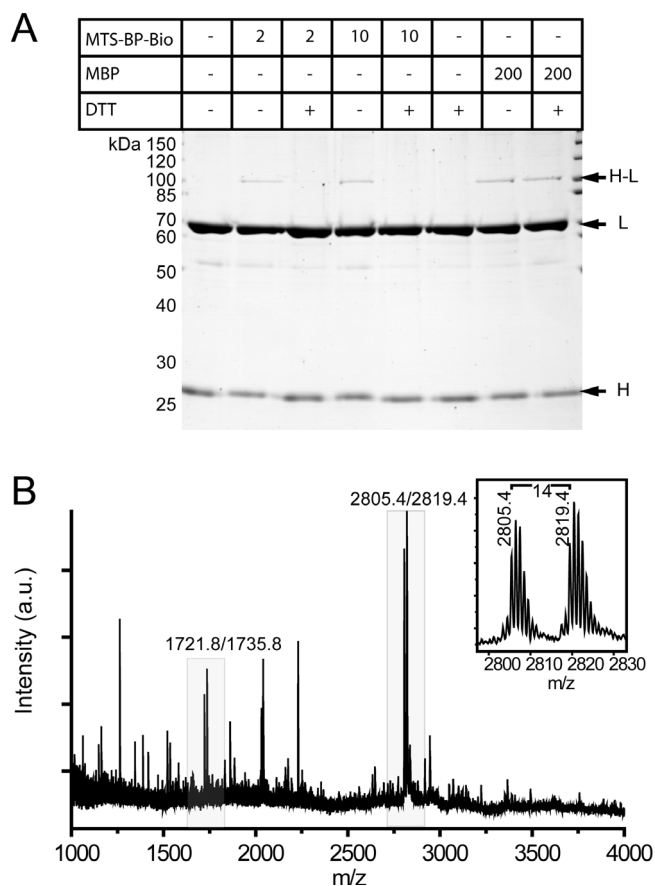 A
MTS-BP-Bio - 2 2 10 10 - - -
MBP - - - - - - 200 200
DTT - - + - + + - +
kDa 150
120
100
85
70
60
50
40
30
25
H-L
L
H
B
Intensity (a.u.)
1721.8/1735.8
2805.4/2819.4
1000 1500 2000 2500 3000 3500 4000
m/z
2805.4
14
2819.4
2800 2810 2820 2830
m/z